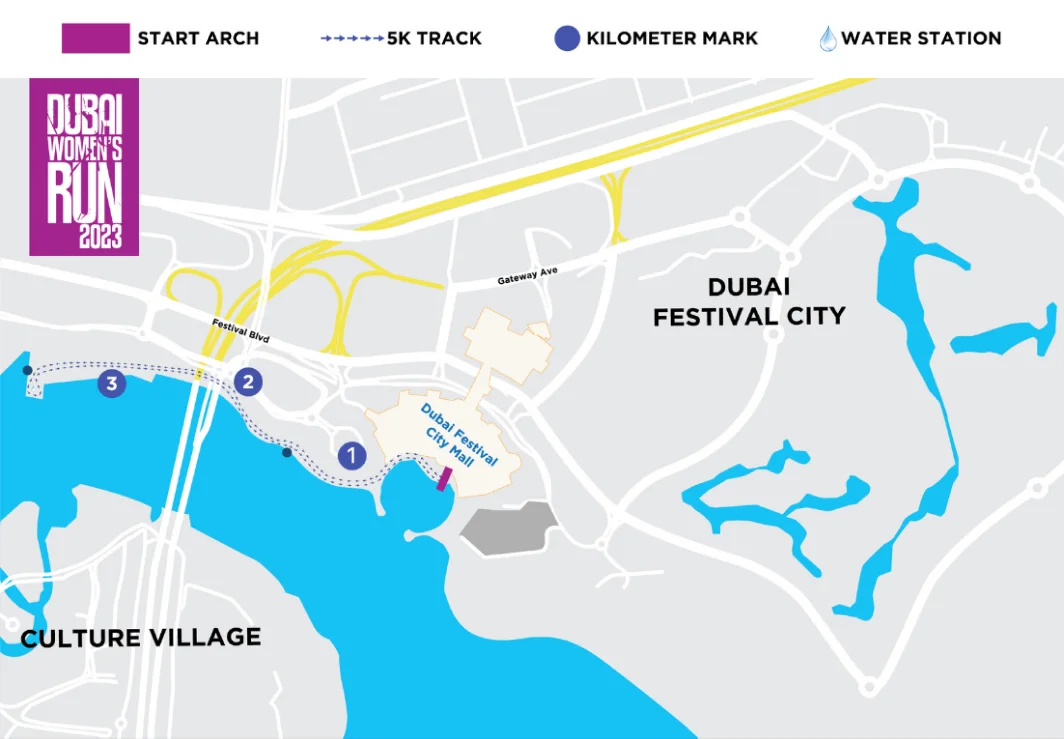 START ARCH
5K TRACK
KILOMETER MARK
WATER STATION
DUBAI
WOMEN'S
RUN
2023
Gateway Ave
DUBAI
FESTIVAL CITY
Festival Blvd
3
2
1
Dubai Festival
City Mall
CULTURE VILLAGE